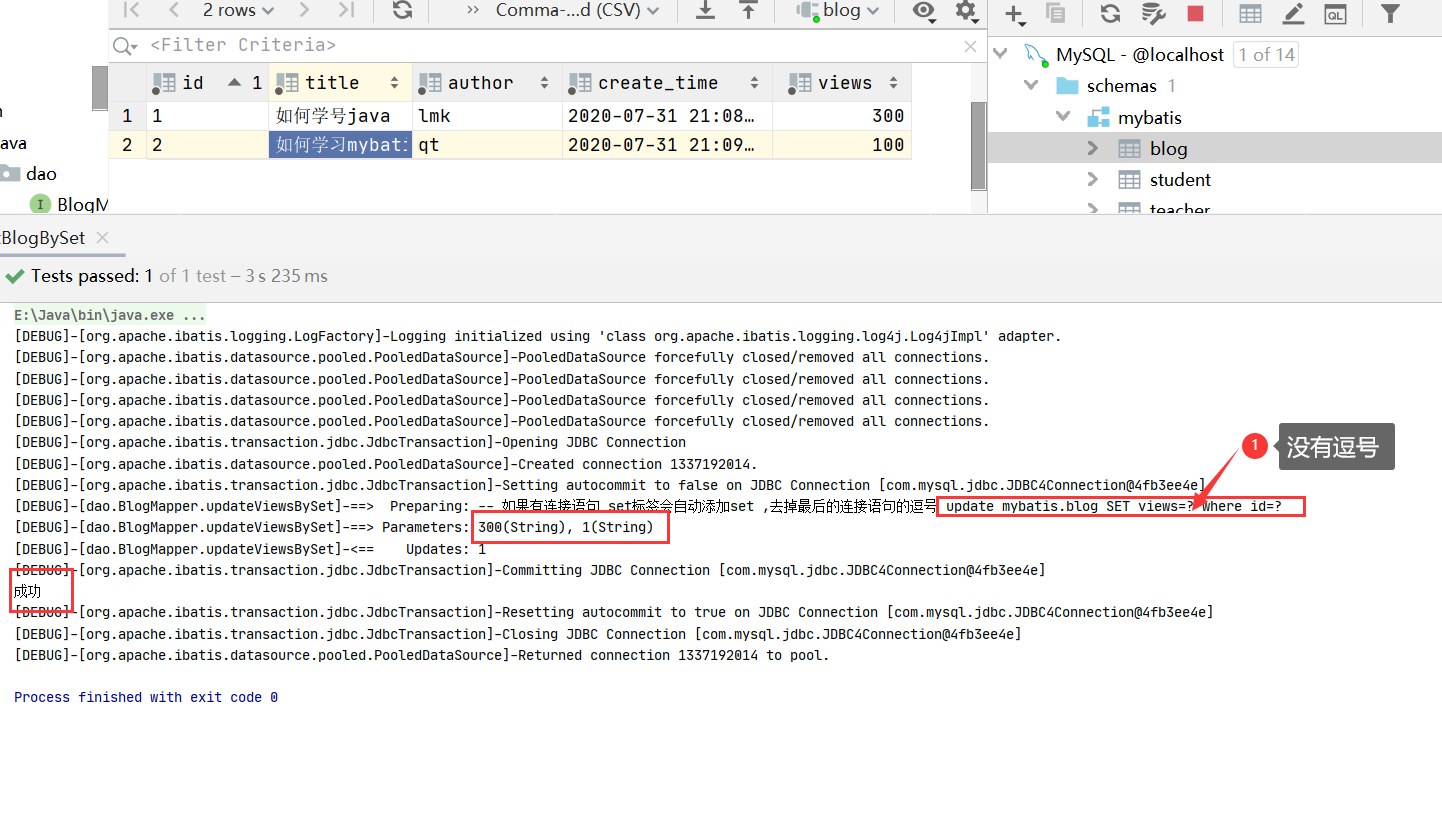 2 rows
Comma-...d (CSV)
blog
<Filter Criteria>
id 1 title author create_time views
1 1 如何学号java lmk 2020-07-31 21:08… 300
2 2 如何学习mybati qt 2020-07-31 21:09… 100
ava
dao
BlogM
MySQL - @localhost 1 of 14
schemas 1
mybatis
blog
student
teacher
BlogBySet
Tests passed: 1 of 1 test – 3 s 235 ms
E:\Java\bin\java.exe ...
[DEBUG]-[org.apache.ibatis.logging.LogFactory]-Logging initialized using 'class org.apache.ibatis.logging.log4j.Log4jImpl' adapter.
[DEBUG]-[org.apache.ibatis.datasource.pooled.PooledDataSource]-PooledDataSource forcefully closed/removed all connections.
[DEBUG]-[org.apache.ibatis.datasource.pooled.PooledDataSource]-PooledDataSource forcefully closed/removed all connections.
[DEBUG]-[org.apache.ibatis.datasource.pooled.PooledDataSource]-PooledDataSource forcefully closed/removed all connections.
[DEBUG]-[org.apache.ibatis.datasource.pooled.PooledDataSource]-PooledDataSource forcefully closed/removed all connections.
[DEBUG]-[org.apache.ibatis.transaction.jdbc.JdbcTransaction]-Opening JDBC Connection
1 没有逗号
[DEBUG]-[org.apache.ibatis.datasource.pooled.PooledDataSource]-Created connection 1337192014.
[DEBUG]-[org.apache.ibatis.transaction.jdbc.JdbcTransaction]-Setting autocommit to false on JDBC Connection [com.mysql.jdbc.JDBC4Connection@4fb3ee4e]
[DEBUG]-[dao.BlogMapper.updateViewsBySet]-==>  Preparing: -- 如果有连接语句 set标签会自动添加set ,去掉最后的连接语句的逗号 update mybatis.blog SET views=? Where id=?
[DEBUG]-[dao.BlogMapper.updateViewsBySet]-==> Parameters: 300(String), 1(String)
[DEBUG]-[dao.BlogMapper.updateViewsBySet]-<==    Updates: 1
[DEBUG]-[org.apache.ibatis.transaction.jdbc.JdbcTransaction]-Committing JDBC Connection [com.mysql.jdbc.JDBC4Connection@4fb3ee4e]
成功
[DEBUG]-[org.apache.ibatis.transaction.jdbc.JdbcTransaction]-Resetting autocommit to true on JDBC Connection [com.mysql.jdbc.JDBC4Connection@4fb3ee4e]
[DEBUG]-[org.apache.ibatis.transaction.jdbc.JdbcTransaction]-Closing JDBC Connection [com.mysql.jdbc.JDBC4Connection@4fb3ee4e]
[DEBUG]-[org.apache.ibatis.datasource.pooled.PooledDataSource]-Returned connection 1337192014 to pool.
Process finished with exit code 0